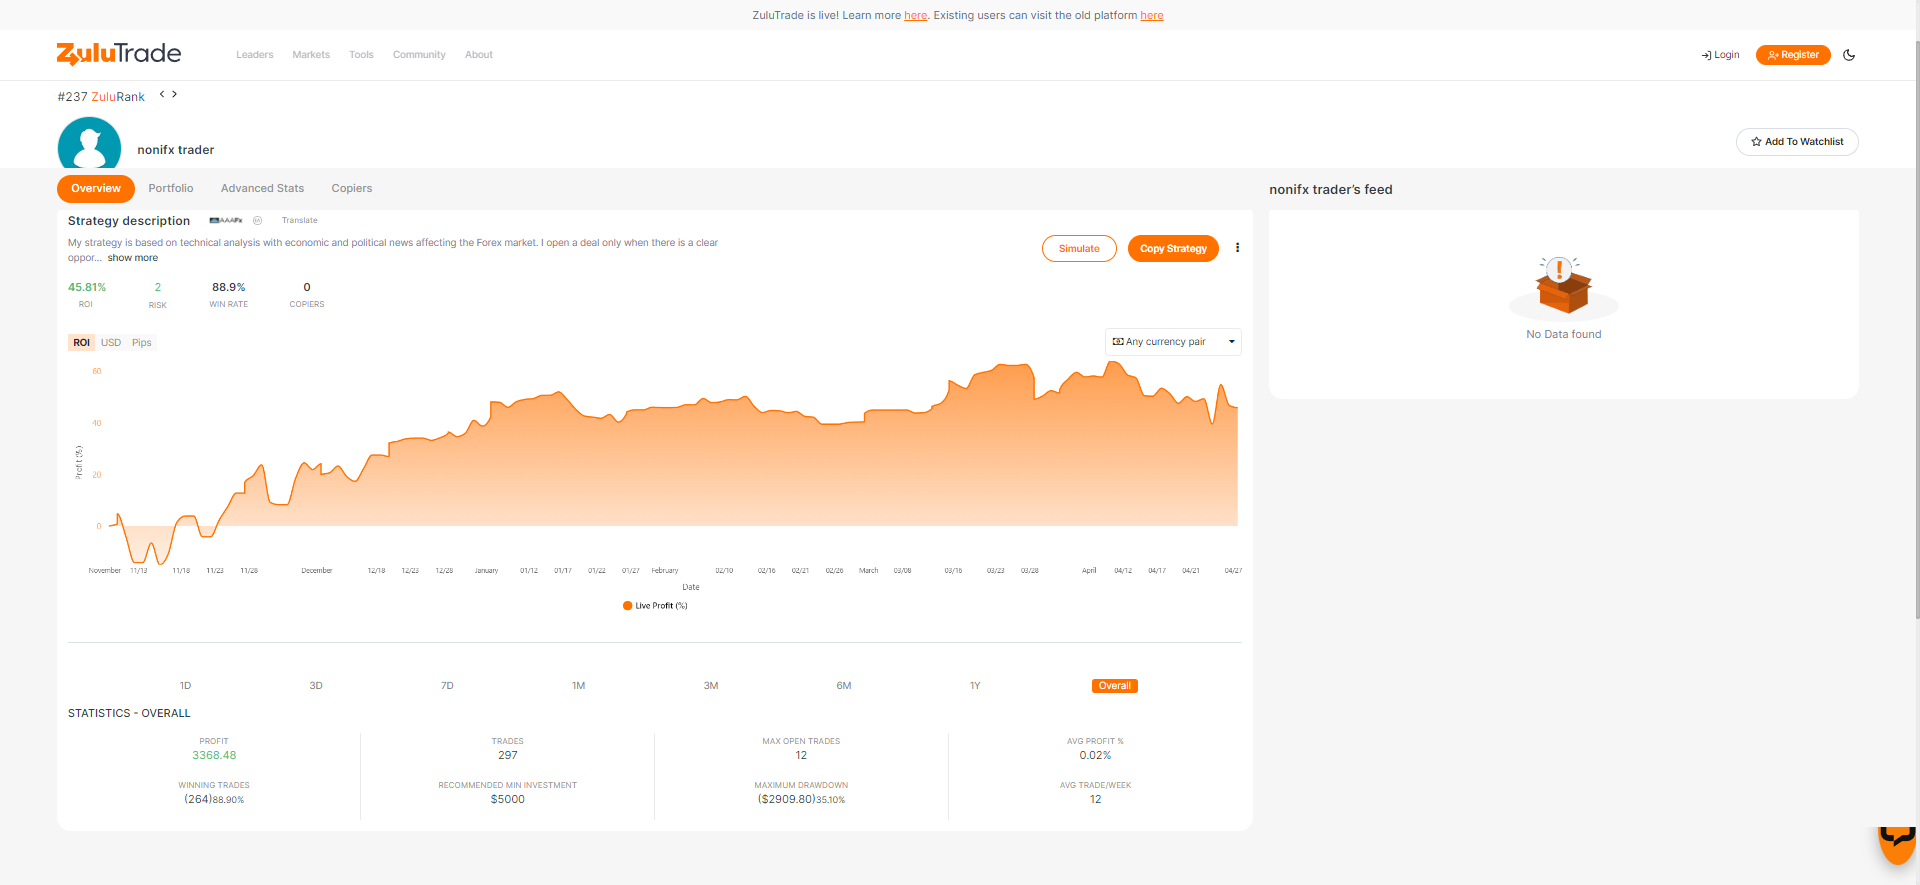 ZuluTrade is live! Learn more here. Existing users can visit the old platform here
ZuluTrade
Leaders Markets Tools Community About
Login Register
#237 ZuluRank < >
nonifx trader
Add To Watchlist
Overview Portfolio Advanced Stats Copiers
nonifx trader's feed
Strategy description AAAFx Translate
My strategy is based on technical analysis with economic and political news affecting the Forex market. I open a deal only when there is a clear
oppor... show more
Simulate Copy Strategy
45.81% 2 88.9% 0
ROI RISK WIN RATE COPIERS
No Data found
ROI USD Pips
Any currency pair
60
40
20
0
Profit (%)
November 11/13 11/18 11/23 11/28 December 12/18 12/23 12/28 January 01/12 01/17 01/22 01/27 February 02/10 02/16 02/21 02/26 March 03/08 03/16 03/23 03/28 April 04/12 04/17 04/21 04/27
Date
Live Profit (%)
1D 3D 7D 1M 3M 6M 1Y Overall
STATISTICS - OVERALL
PROFIT TRADES MAX OPEN TRADES AVG PROFIT %
3368.48 297 12 0.02%
WINNING TRADES RECOMMENDED MIN INVESTMENT MAXIMUM DRAWDOWN AVG TRADE/WEEK
(264)88.90% $5000 ($2909.80)35.10% 12